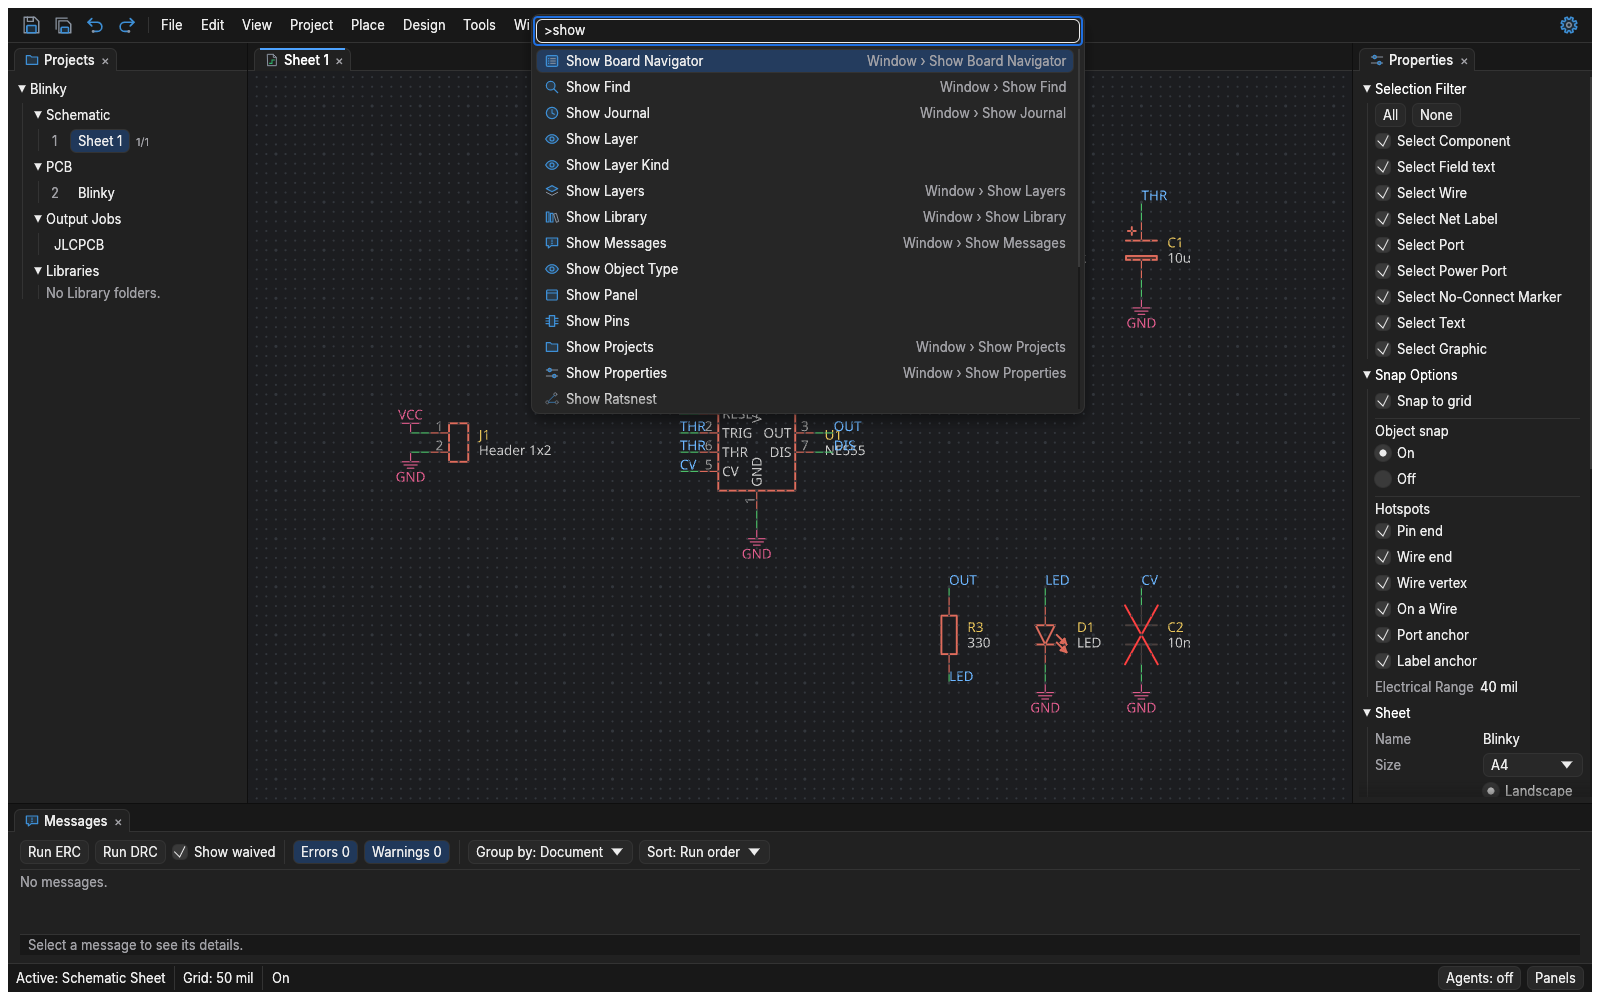 File Edit View Project Place Design Tools Wi
>show
Projects ×
Sheet 1 ×
Properties ×
Blinky
Schematic
1 Sheet 1 1/1
PCB
2 Blinky
Output Jobs
JLCPCB
Libraries
No Library folders.
Show Board Navigator Window › Show Board Navigator
Show Find Window › Show Find
Show Journal Window › Show Journal
Show Layer
Show Layer Kind
Show Layers Window › Show Layers
Show Library Window › Show Library
Show Messages Window › Show Messages
Show Object Type
Show Panel
Show Pins
Show Projects Window › Show Projects
Show Properties Window › Show Properties
Show Ratsnest
THR
C1
10u
GND
VCC
1
2
J1
Header 1x2
GND
THR 2 TRIG OUT 3 OUT
THR 6 THR DIS 7 DIS
CV 5 CV
GND
U1
NE555
1
GND
OUT
R3
330
LED
LED
D1
LED
GND
CV
C2
10n
GND
Selection Filter
All None
Select Component
Select Field text
Select Wire
Select Net Label
Select Port
Select Power Port
Select No-Connect Marker
Select Text
Select Graphic
Snap Options
Snap to grid
Object snap
On
Off
Hotspots
Pin end
Wire end
Wire vertex
On a Wire
Port anchor
Label anchor
Electrical Range 40 mil
Sheet
Name Blinky
Size A4
Landscape
Messages ×
Run ERC Run DRC Show waived Errors 0 Warnings 0 Group by: Document Sort: Run order
No messages.
Select a message to see its details.
Active: Schematic Sheet Grid: 50 mil On
Agents: off Panels